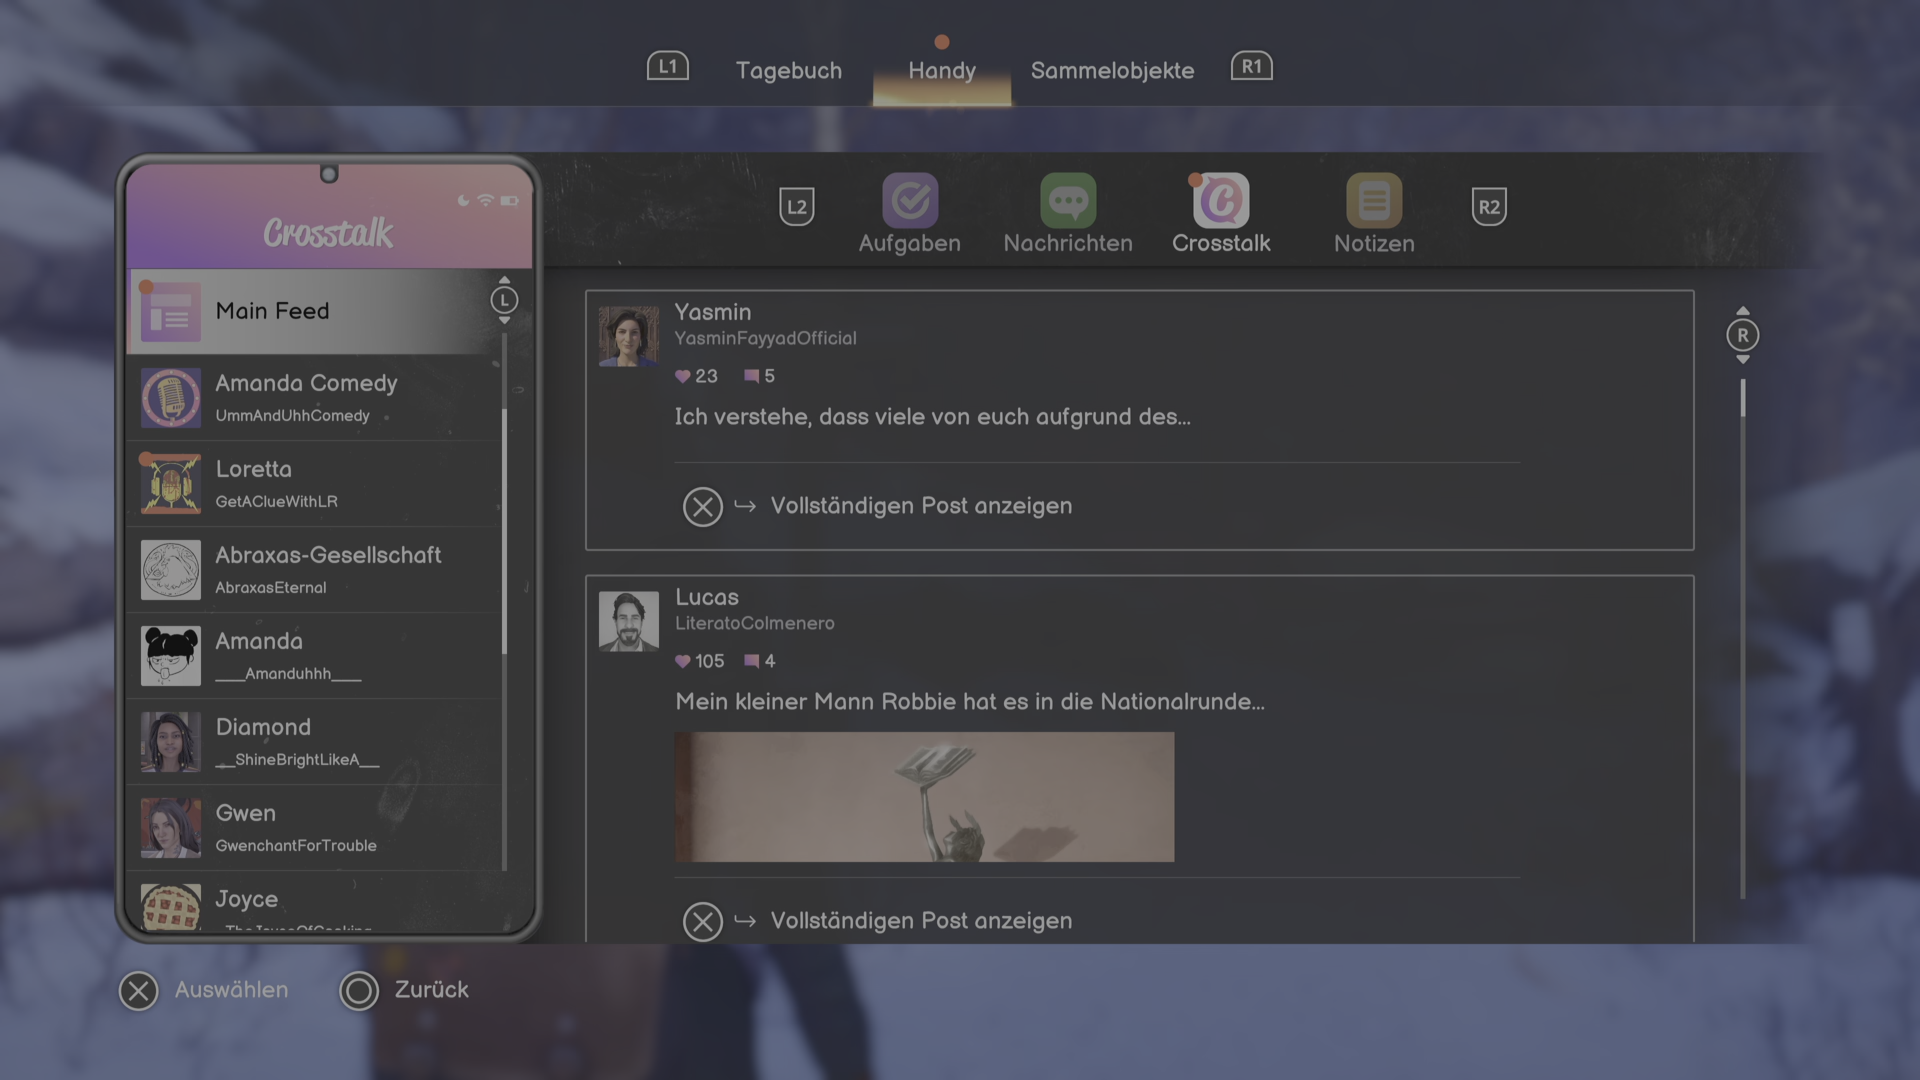 L1
Tagebuch
Handy
Sammelobjekte
R1
L2
Aufgaben
Nachrichten
Crosstalk
Notizen
R2
Crosstalk
Main Feed
L
Amanda Comedy
UmmAndUhhComedy
Loretta
GetAClueWithLR
Abraxas-Gesellschaft
AbraxasEternal
Amanda
____Amanduhhh____
Diamond
__ShineBrightLikeA__
Gwen
GwenchantForTrouble
Joyce
Yasmin
YasminFayyadOfficial
23 5
Ich verstehe, dass viele von euch aufgrund des...
Vollständigen Post anzeigen
R
Lucas
LiteratoColmenero
105 4
Mein kleiner Mann Robbie hat es in die Nationalrunde...
Vollständigen Post anzeigen
Auswählen
Zurück